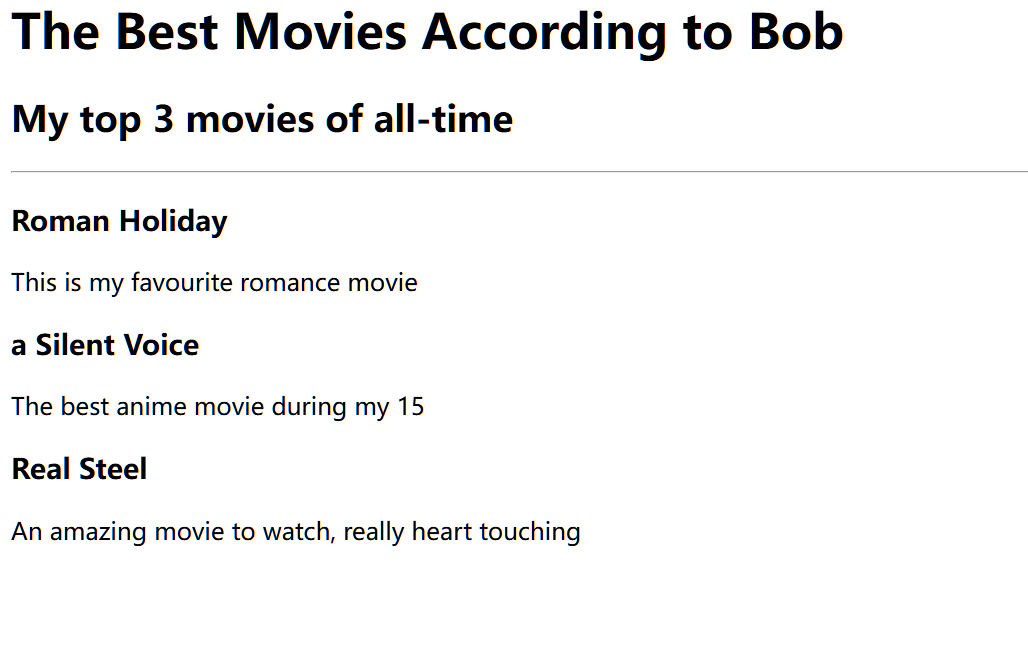 The Best Movies According to Bob
My top 3 movies of all-time
Roman Holiday
This is my favourite romance movie
a Silent Voice
The best anime movie during my 15
Real Steel
An amazing movie to watch, really heart touching